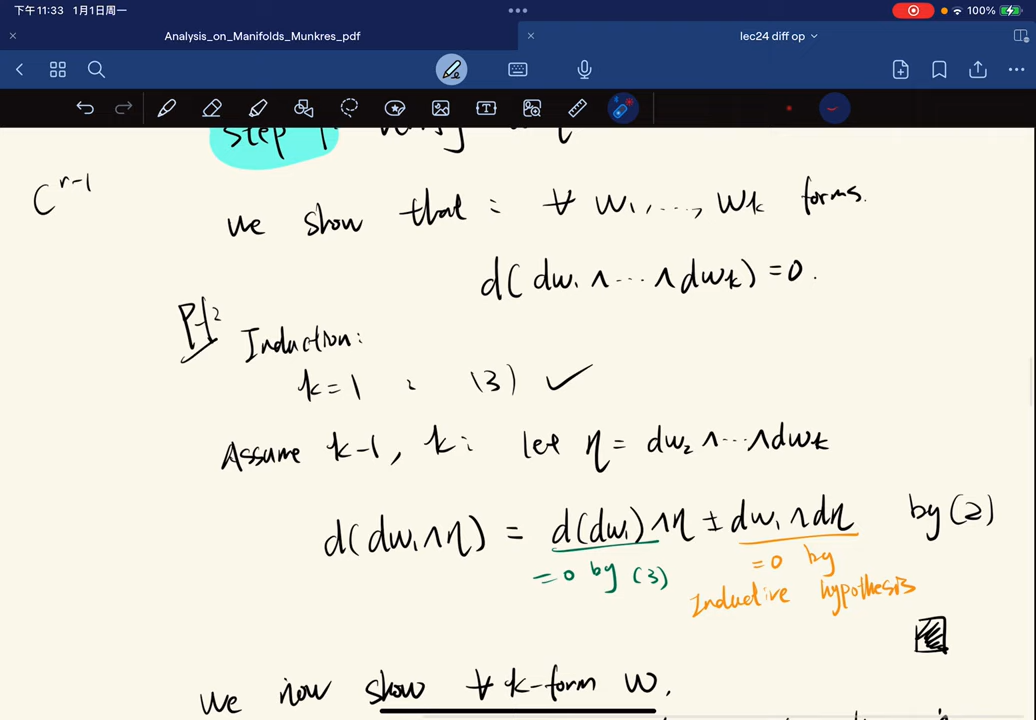 下午11:33 1月1日周一
100%
Analysis_on_Manifolds_Munkres_pdf
lec24 diff op
step 1:
C^{r-1}
We show that : ∀ w₁, ..., wₖ forms.
d(dw₁ ∧ ... ∧ dwₖ) = 0.
Pf:
Induction:
k=1 : (3) ✓
Assume k-1, k: let η = dw₂ ∧ ... ∧ dwₖ
d(dw₁ ∧ η) = d(dw₁) ∧ η ± dw₁ ∧ dη by (2)
= 0 by (3)
= 0 by
Inductive hypothesis
We now show ∀ k-form w,